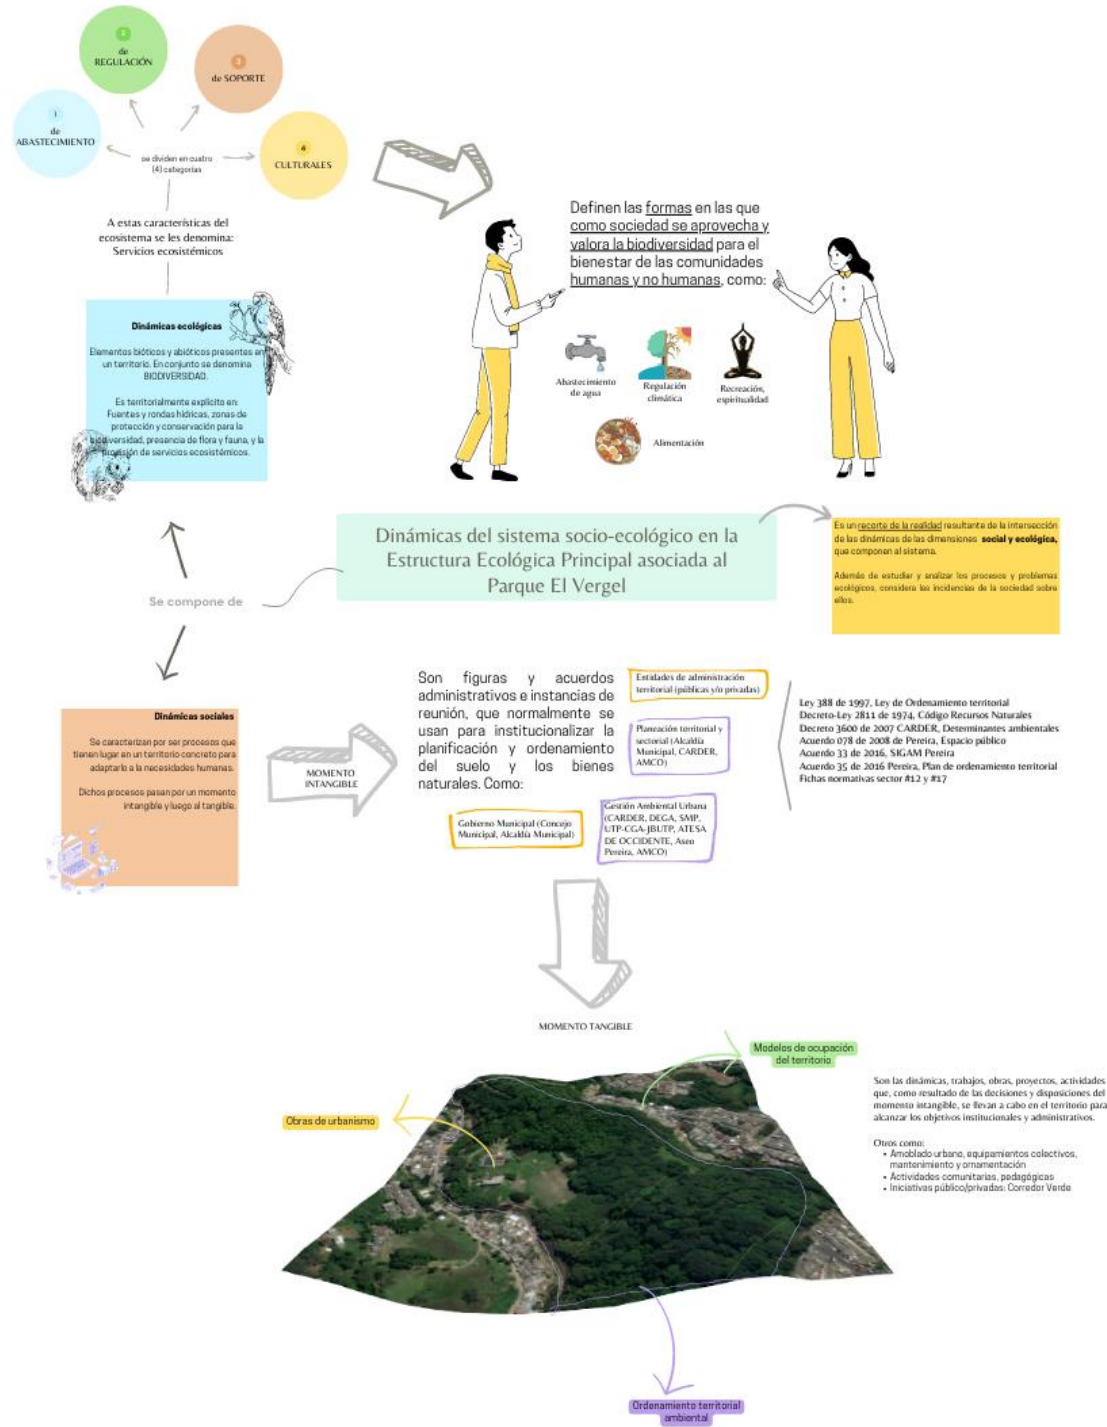 2
de
REGULACIÓN
3
de SOPORTE
1
de
ABASTECIMIENTO
4
CULTURALES
se dividen en cuatro
(4) categorías
A estas características del
ecosistema se les denomina:
Servicios ecosistémicos
Dinámicas ecológicas
Elementos bióticos y abióticos presentes en
un territorio. En conjunto se denomina
BIODIVERSIDAD.
Es territorialmente explícito en:
Fuentes y rondas hídricas, zonas de
protección y conservación para la
biodiversidad, presencia de flora y fauna, y la
provisión de servicios ecosistémicos.
Definen las formas en las que
como sociedad se aprovecha y
valora la biodiversidad para el
bienestar de las comunidades
humanas y no humanas, como:
Abastecimiento
de agua
Regulación
climática
Recreación,
espiritualidad
Alimentación
Dinámicas del sistema socio-ecológico en la
Estructura Ecológica Principal asociada al
Parque El Vergel
Es un recorte de la realidad resultante de la intersección
de las dinámicas de las dimensiones social y ecológica,
que componen al sistema.
Además de estudiar y analizar los procesos y problemas
ecológicos, considera las incidencias de la sociedad sobre
ellos.
Se compone de
Dinámicas sociales
Se caracterizan por ser procesos que
tienen lugar en un territorio concreto para
adaptarlo a la necesidades humanas.
Dichos procesos pasan por un momento
intangible y luego al tangible.
MOMENTO
INTANGIBLE
Son figuras y acuerdos
administrativos e instancias de
reunión, que normalmente se
usan para institucionalizar la
planificación y ordenamiento
del suelo y los bienes
naturales. Como:
Entidades de administración
territorial (públicas y/o privadas)
Planeación territorial y
sectorial (Alcaldía
Municipal, CARDER,
AMCO)
Gobierno Municipal (Concejo
Municipal, Alcaldía Municipal)
Gestión Ambiental Urbana
(CARDER, DEGA, SMP,
UTP-CGA-JBUTP, ATESA
DE OCCIDENTE, Aseo
Pereira, AMCO)
Ley 388 de 1997, Ley de Ordenamiento territorial
Decreto-Ley 2811 de 1974, Código Recursos Naturales
Decreto 3600 de 2007 CARDER, Determinantes ambientales
Acuerdo 078 de 2008 de Pereira, Espacio público
Acuerdo 33 de 2016, SIGAM Pereira
Acuerdo 35 de 2016 Pereira, Plan de ordenamiento territorial
Fichas normativas sector #12 y #17
MOMENTO TANGIBLE
Modelos de ocupación
del territorio
Obras de urbanismo
Son las dinámicas, trabajos, obras, proyectos, actividades
que, como resultado de las decisiones y disposiciones del
momento intangible, se llevan a cabo en el territorio para
alcanzar los objetivos institucionales y administrativos.
Otros como:
• Amoblado urbano, equipamientos colectivos,
mantenimiento y ornamentación
• Actividades comunitarias, pedagógicas
• Iniciativas público/privadas: Corredor Verde
Ordenamiento territorial
ambiental